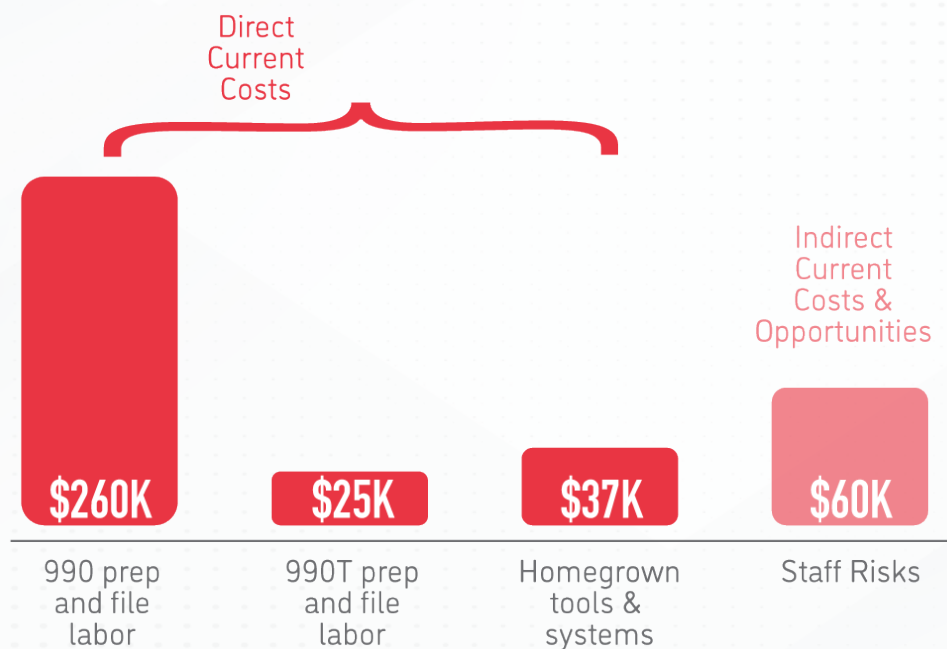 Direct
Current
Costs
Indirect
Current
Costs &
Opportunities
$260K
$25K
$37K
$60K
990 prep
and file
labor
990T prep
and file
labor
Homegrown
tools &
systems
Staff Risks